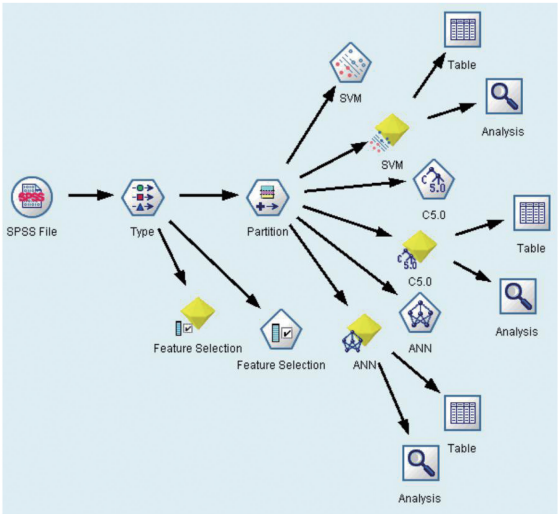 Table
SVM
Analysis
SVM
SPSS
C 5.0
SPSS File
Type
Partition
C5.0
Table
C 5.0
C5.0
Analysis
Feature Selection
Feature Selection
ANN
ANN
Table
Analysis